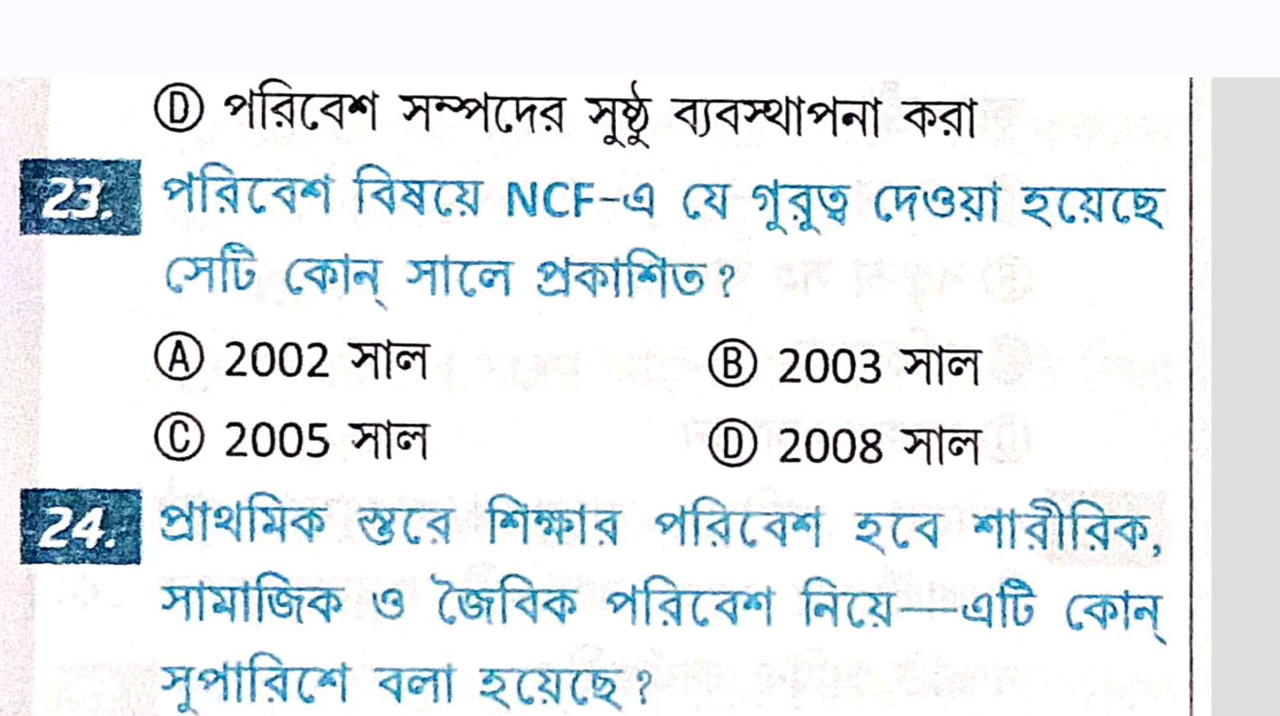 Ⓓ পরিবেশ সম্পদের সুষ্ঠু ব্যবস্থাপনা করা
23. পরিবেশ বিষয়ে NCF-এ যে গুরুত্ব দেওয়া হয়েছে
সেটি কোন্ সালে প্রকাশিত?
Ⓐ 2002 সাল Ⓑ 2003 সাল
Ⓒ 2005 সাল Ⓓ 2008 সাল
24. প্রাথমিক স্তরে শিক্ষার পরিবেশ হবে শারীরিক,
সামাজিক ও জৈবিক পরিবেশ নিয়ে—এটি কোন্
সুপারিশে বলা হয়েছে?